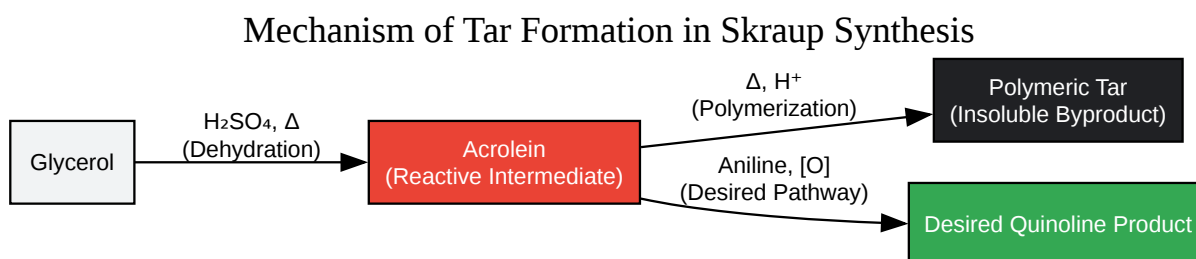 Mechanism of Tar Formation in Skraup Synthesis
Glycerol
H₂SO₄, Δ
(Dehydration)
Acrolein
(Reactive Intermediate)
Δ, H⁺
(Polymerization)
Polymeric Tar
(Insoluble Byproduct)
Aniline, [O]
(Desired Pathway)
Desired Quinoline Product